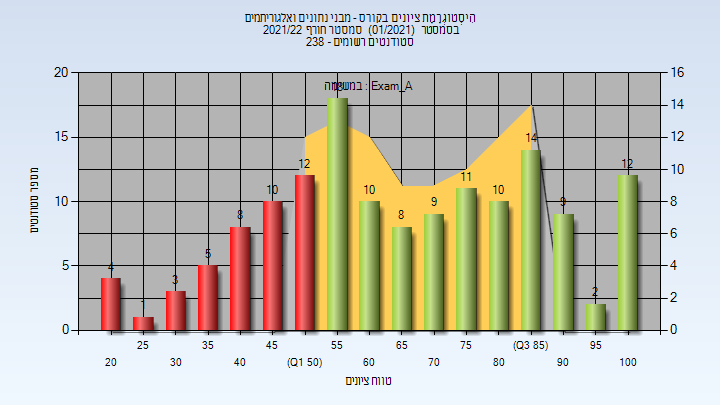 היסטוגרמת ציונים בקורס - מבני נתונים ואלגוריתמים
בסמסטר (01/2021) סמסטר חורף 2021/22
סטודנטים רשומים - 238
במשימה : Exam_A
מספר סטודנטים
20 15 10 5 0
16 14 12 10 8 6 4 2 0
4 1 3 5 8 10 12 18 10 8 9 11 10 14 9 2 12
25 35 45 55 65 75 (Q3 85) 95
20 30 40 (Q1 50) 60 70 80 90 100
טווח ציונים